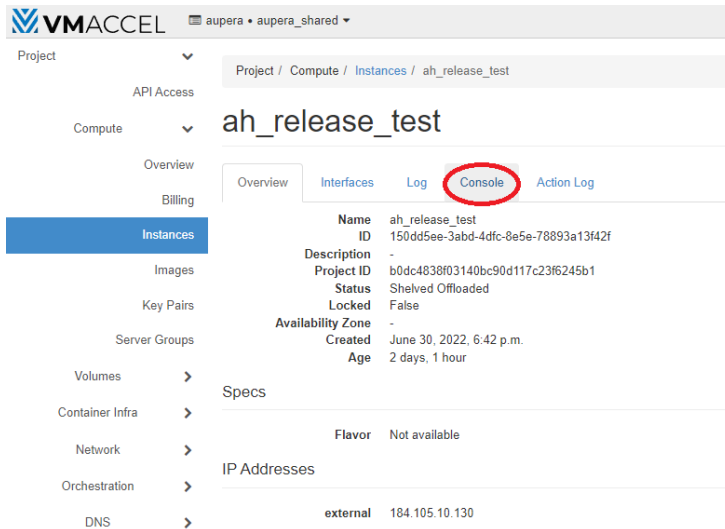 VMACCEL
aupera • aupera_shared
Project
API Access
Compute
Overview
Billing
Instances
Images
Key Pairs
Server Groups
Volumes
Container Infra
Network
Orchestration
DNS
Project / Compute / Instances / ah_release_test
ah_release_test
Overview Interfaces Log Console Action Log
Name ah_release_test
ID 150dd5ee-3abd-4dfc-8e5e-78893a13f42f
Description -
Project ID b0dc4838f03140bc90d117c23f6245b1
Status Shelved Offloaded
Locked False
Availability Zone -
Created June 30, 2022, 6:42 p.m.
Age 2 days, 1 hour
Specs
Flavor Not available
IP Addresses
external 184.105.10.130